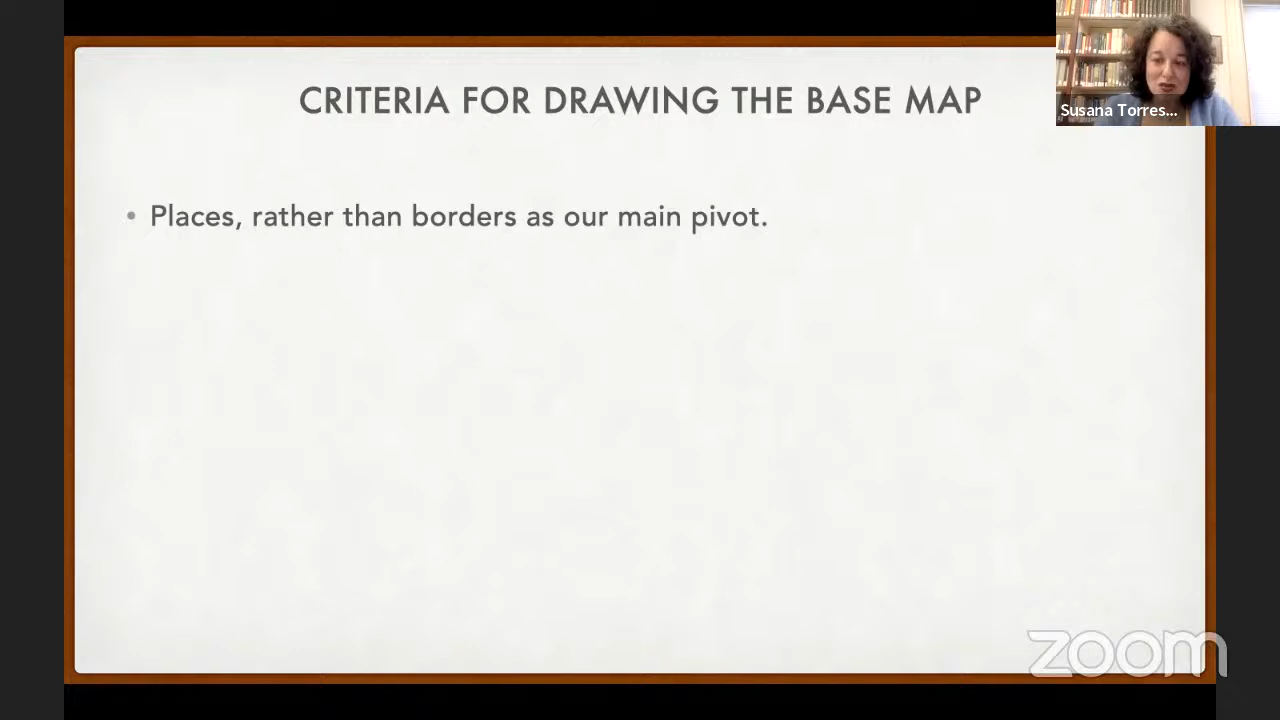 CRITERIA FOR DRAWING THE BASE MAP
Susana Torres...
• Places, rather than borders as our main pivot.
zoom